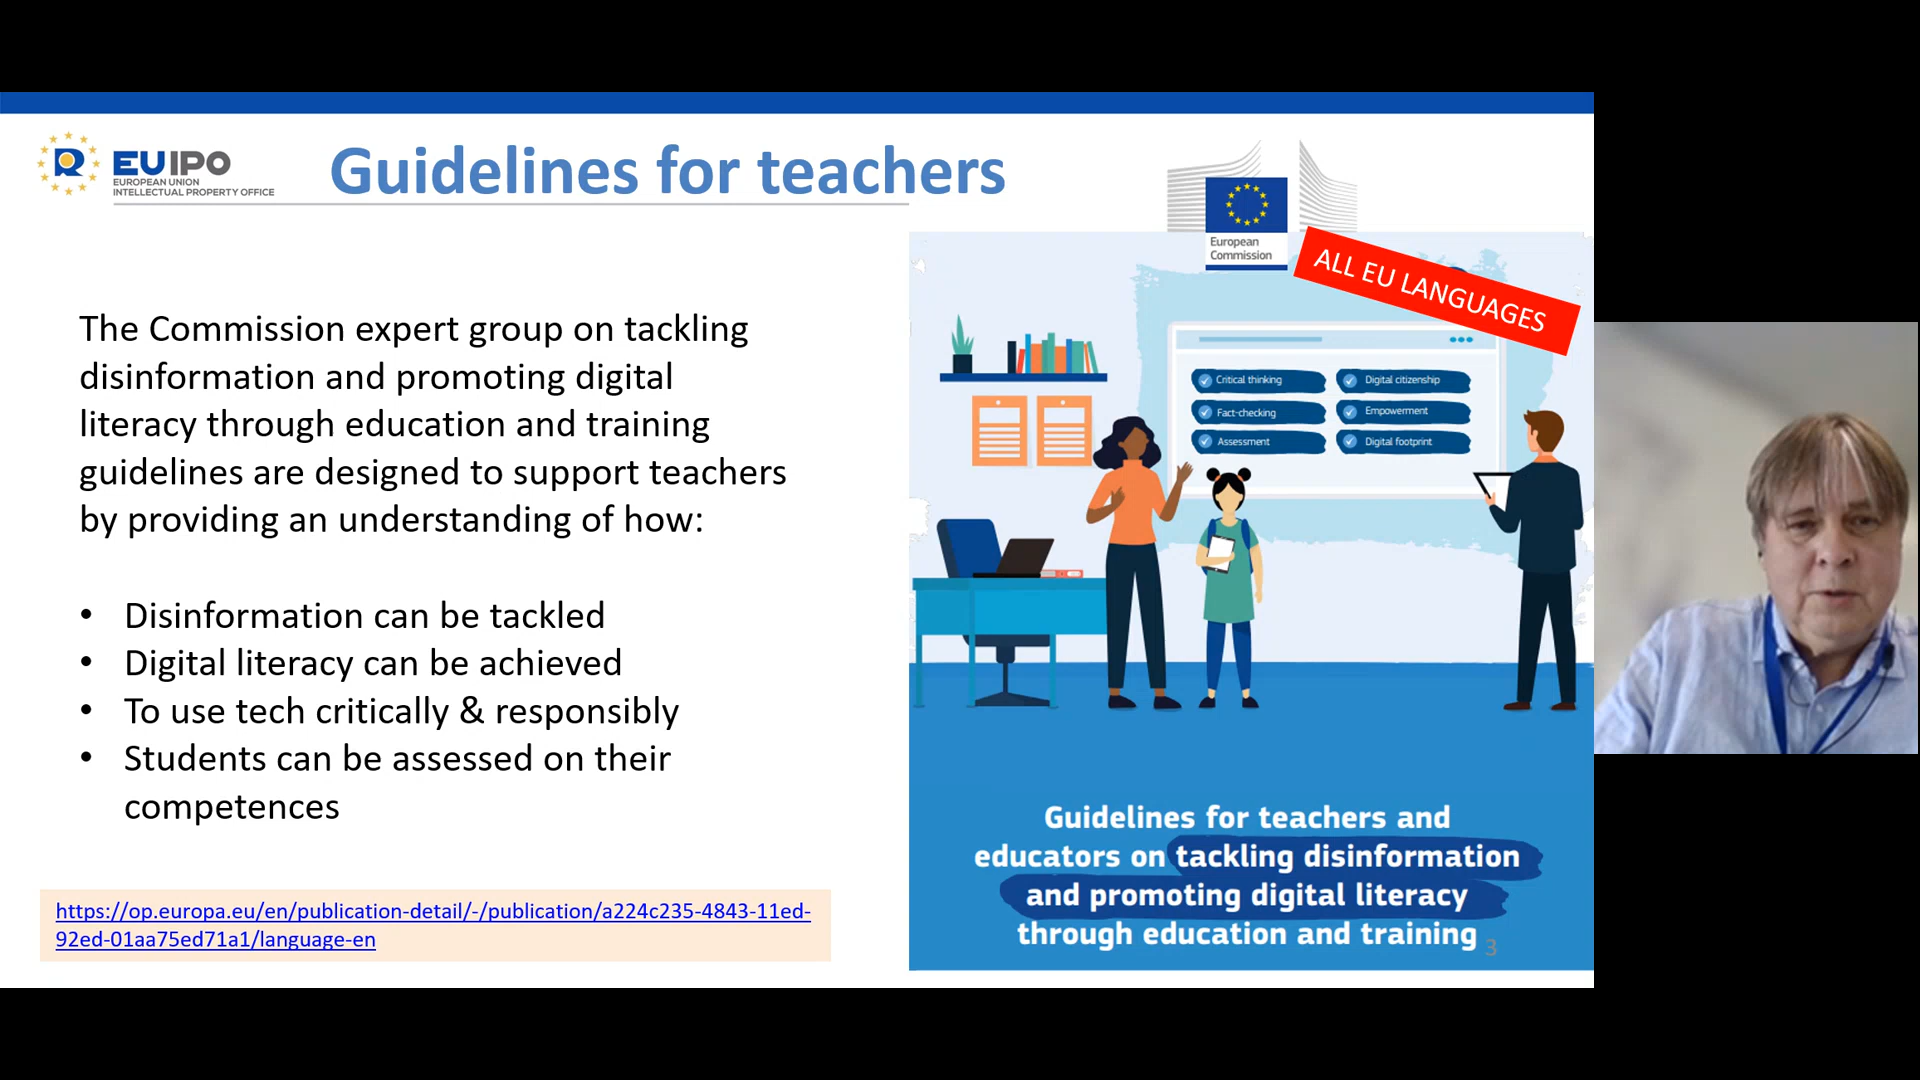 EUIPO
EUROPEAN UNION
INTELLECTUAL PROPERTY OFFICE
Guidelines for teachers
European
Commission
ALL EU LANGUAGES
The Commission expert group on tackling
disinformation and promoting digital
literacy through education and training
guidelines are designed to support teachers
by providing an understanding of how:
• Disinformation can be tackled
• Digital literacy can be achieved
• To use tech critically & responsibly
• Students can be assessed on their
competences
https://op.europa.eu/en/publication-detail/-/publication/a224c235-4843-11ed-
92ed-01aa75ed71a1/language-en
Critical thinking
Digital citizenship
Fact-checking
Empowerment
Assessment
Digital footprint
Guidelines for teachers and
educators on tackling disinformation
and promoting digital literacy
through education and training
3